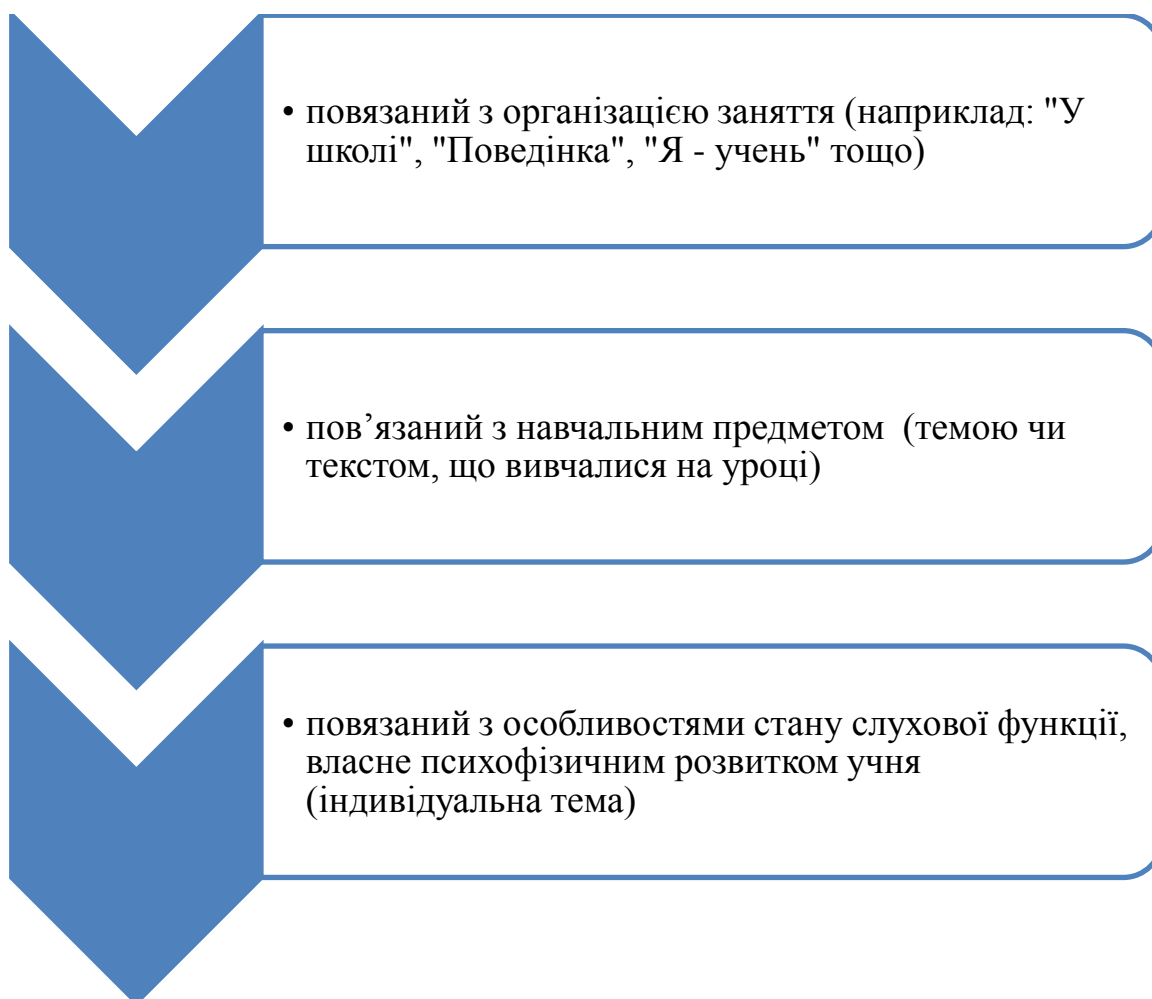 • повязаний з організацією заняття (наприклад: "У
школі", "Поведінка", "Я - учень" тощо)
• пов’язаний з навчальним предметом  (темою чи
текстом, що вивчалися на уроці)
• повязаний з особливостями стану слухової функції,
власне психофізичним розвитком учня
(індивідуальна тема)